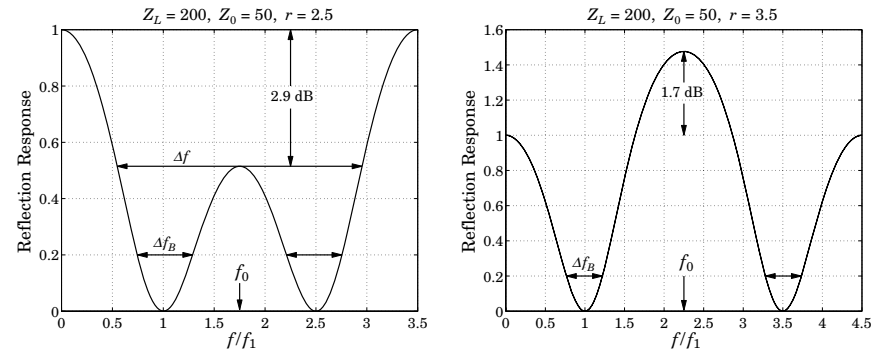 Z_L = 200, Z_0 = 50, r = 2.5
Reflection Response
1
0.8
0.6
0.4
0.2
0
2.9 dB
Δf
Δf_B
f_0
0 0.5 1 1.5 2 2.5 3 3.5
f/f_1
Z_L = 200, Z_0 = 50, r = 3.5
Reflection Response
1.6
1.4
1.2
1
0.8
0.6
0.4
0.2
0
1.7 dB
f_0
Δf_B
0 0.5 1 1.5 2 2.5 3 3.5 4 4.5
f/f_1